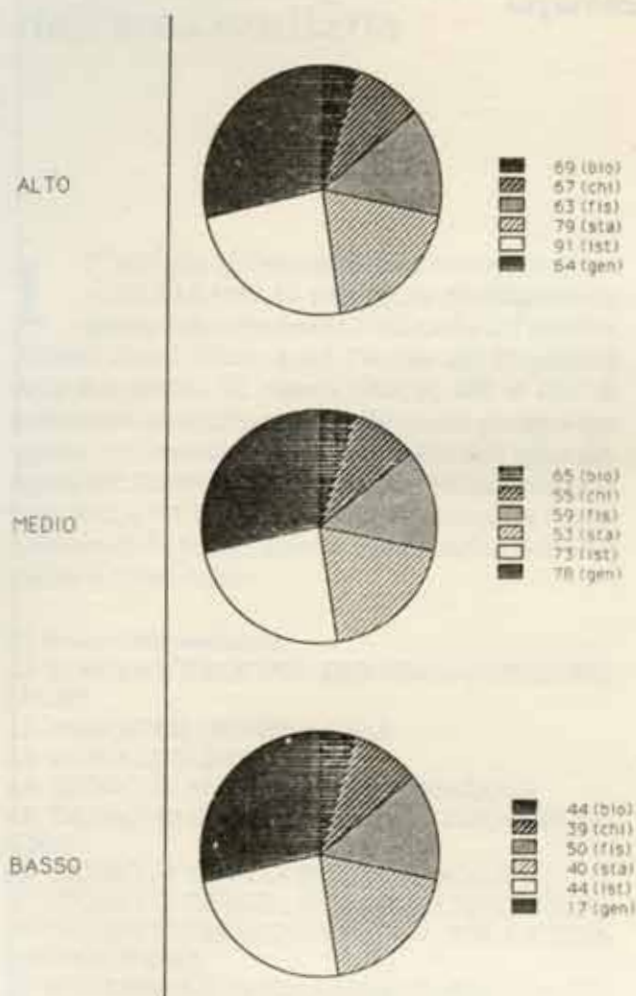 ALTO
69 (bio)
67 (chi)
63 (fis)
79 (sta)
91 (ist)
64 (gen)
MEDIO
65 (bio)
55 (chi)
59 (fis)
53 (sta)
73 (ist)
78 (gen)
BASSO
44 (bio)
39 (chi)
50 (fis)
40 (sta)
44 (ist)
17 (gen)